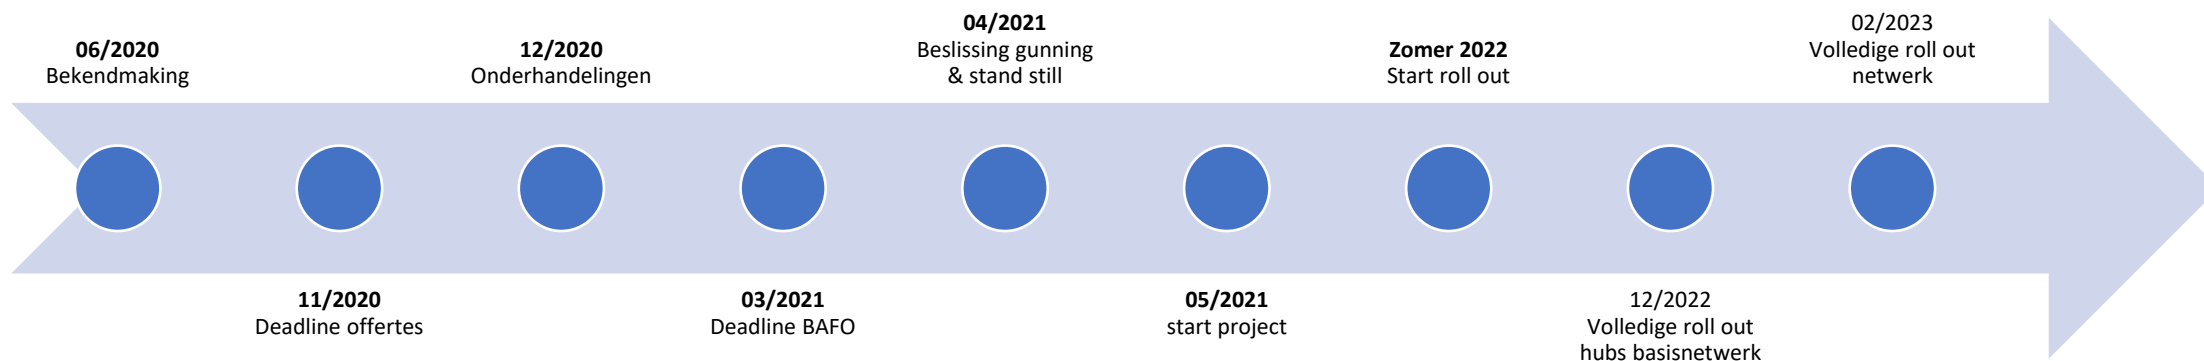 06/2020
Bekendmaking
11/2020
Deadline offertes
12/2020
Onderhandelingen
03/2021
Deadline BAFO
04/2021
Beslissing gunning
& stand still
05/2021
start project
Zomer 2022
Start roll out
12/2022
Volledige roll out
hubs basisnetwerk
02/2023
Volledige roll out
netwerk